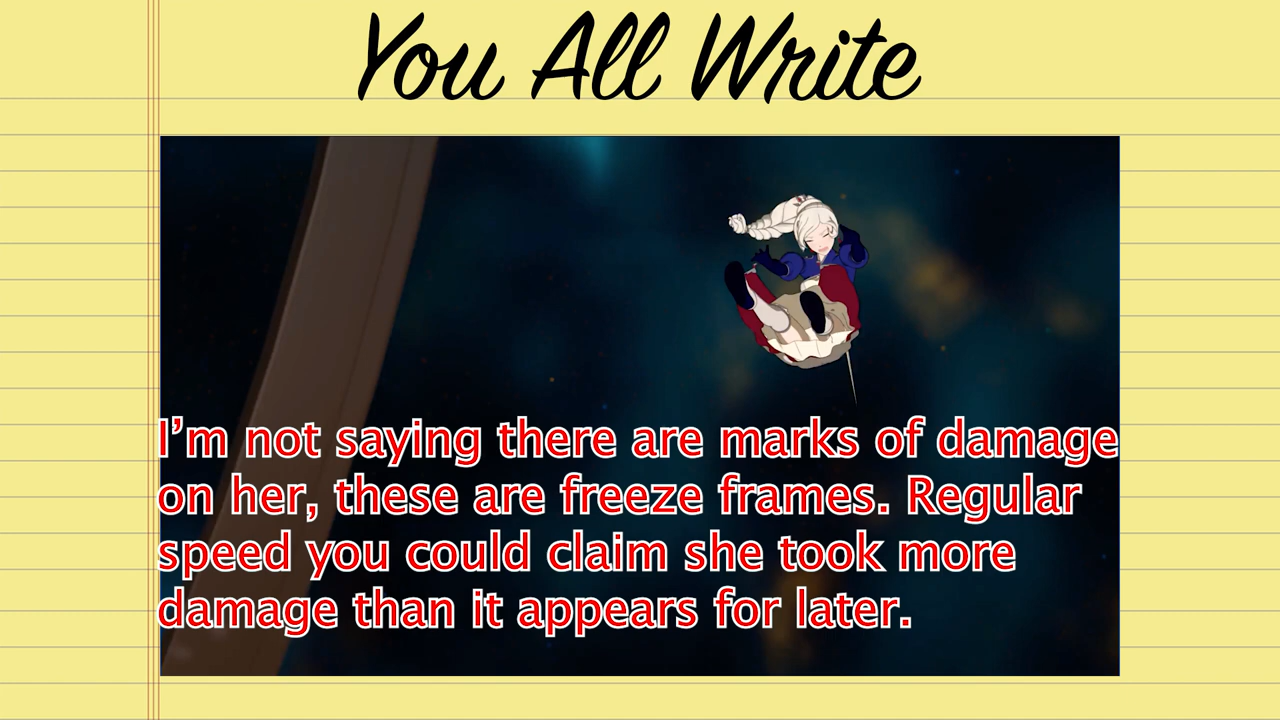 You All Write
I'm not saying there are marks of damage
on her, these are freeze frames. Regular
speed you could claim she took more
damage than it appears for later.